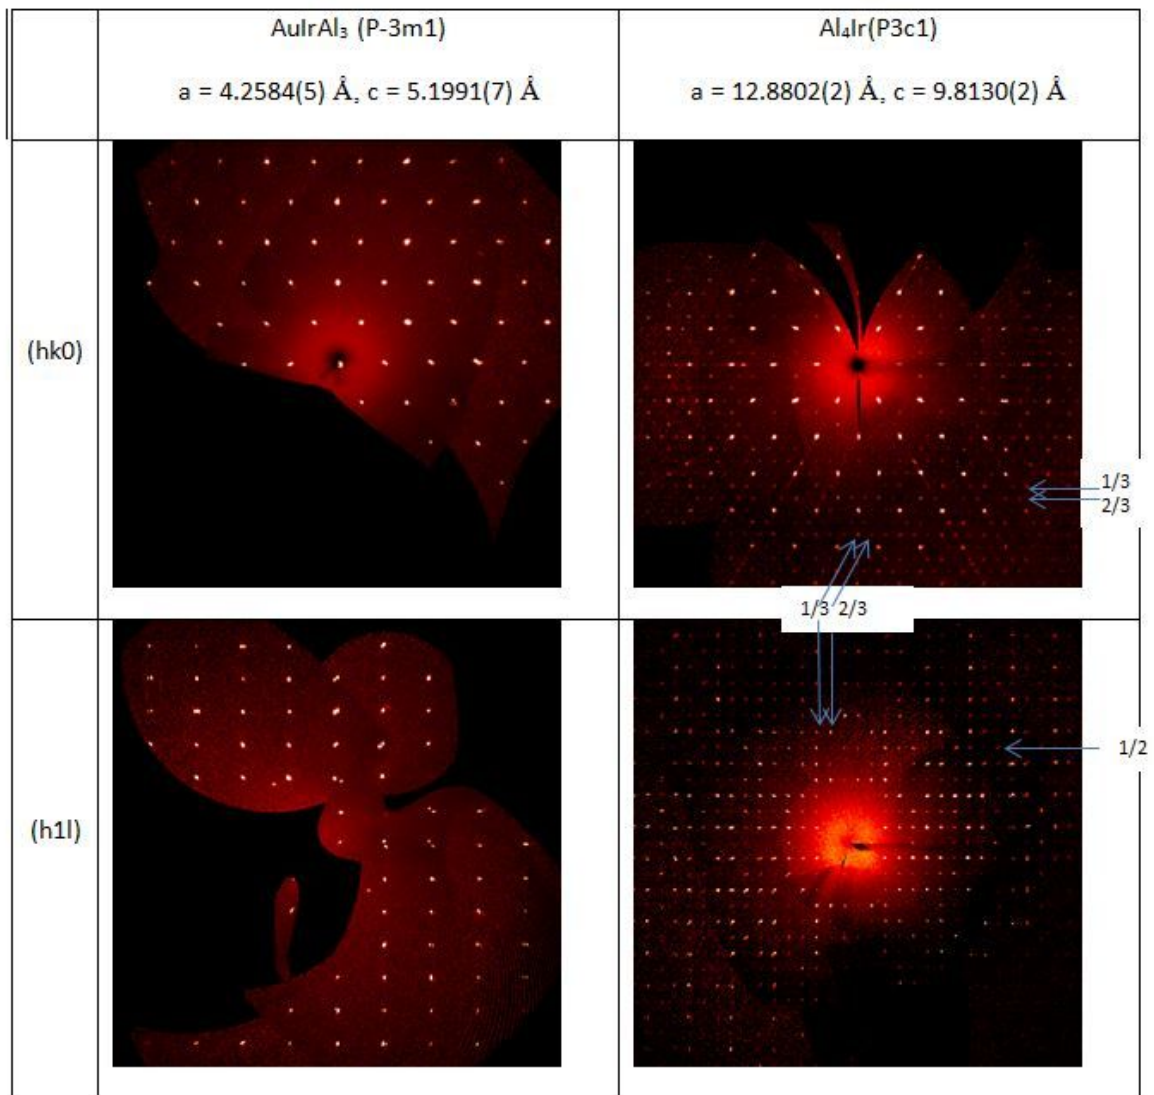 AuIrAl₃ (P-3m1)
a = 4.2584(5) Å, c = 5.1991(7) Å
Al₄Ir(P3c1)
a = 12.8802(2) Å, c = 9.8130(2) Å
(hk0)
1/3
2/3
1/3 2/3
(h1l)
1/2